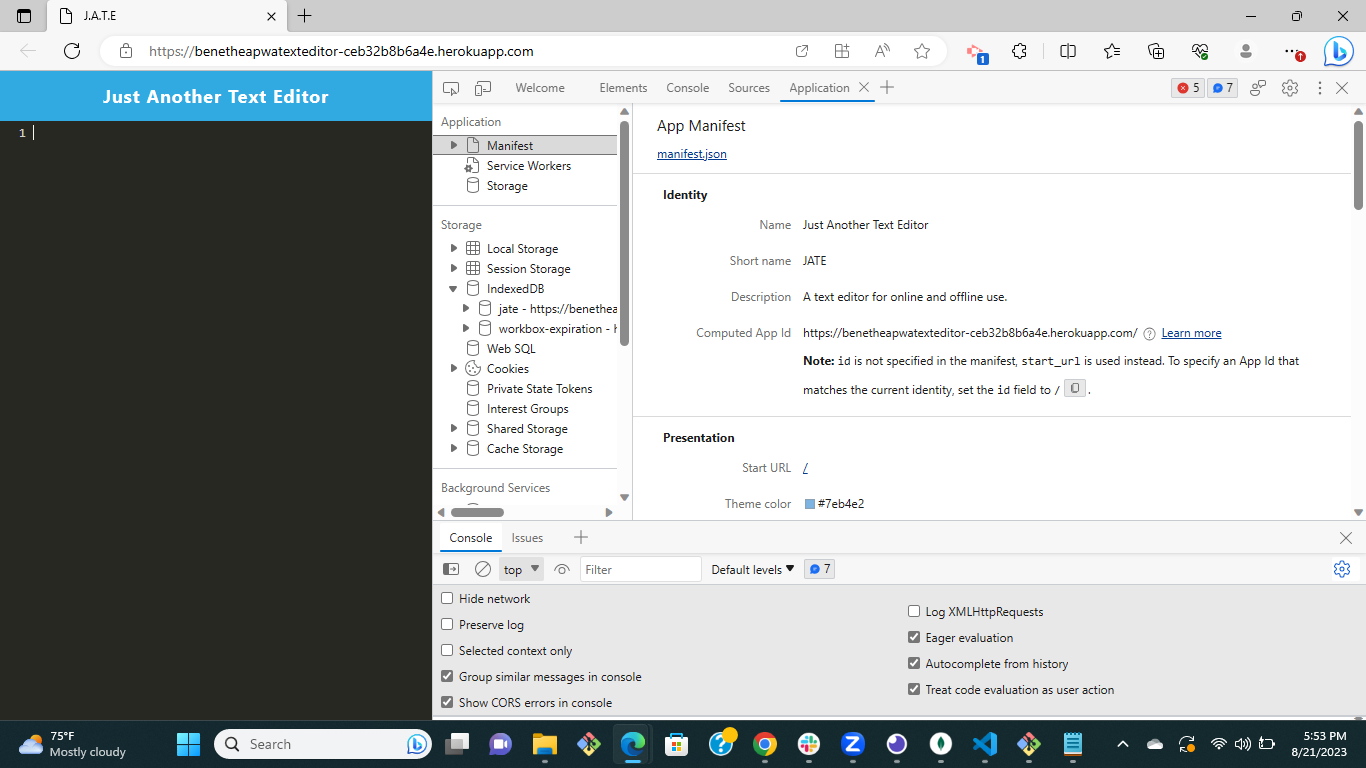 J.A.T.E
https://benetheapwatexteditor-ceb32b8b6a4e.herokuapp.com
1
Just Another Text Editor
1
Welcome
Elements
Console
Sources
Application
5
7
Application
Manifest
Service Workers
Storage
Storage
Local Storage
Session Storage
IndexedDB
jate - https://benethea
workbox-expiration - h
Web SQL
Cookies
Private State Tokens
Interest Groups
Shared Storage
Cache Storage
Background Services
App Manifest
manifest.json
Identity
Name Just Another Text Editor
Short name JATE
Description A text editor for online and offline use.
Computed App Id https://benetheapwatexteditor-ceb32b8b6a4e.herokuapp.com/ ? Learn more
Note: id is not specified in the manifest, start_url is used instead. To specify an App Id that
matches the current identity, set the id field to / .
Presentation
Start URL /
Theme color #7eb4e2
Console
Issues
top
Filter
Default levels
7
Hide network
Preserve log
Selected context only
Group similar messages in console
Show CORS errors in console
Log XMLHttpRequests
Eager evaluation
Autocomplete from history
Treat code evaluation as user action
75°F
Mostly cloudy
Search
5:53 PM
8/21/2023